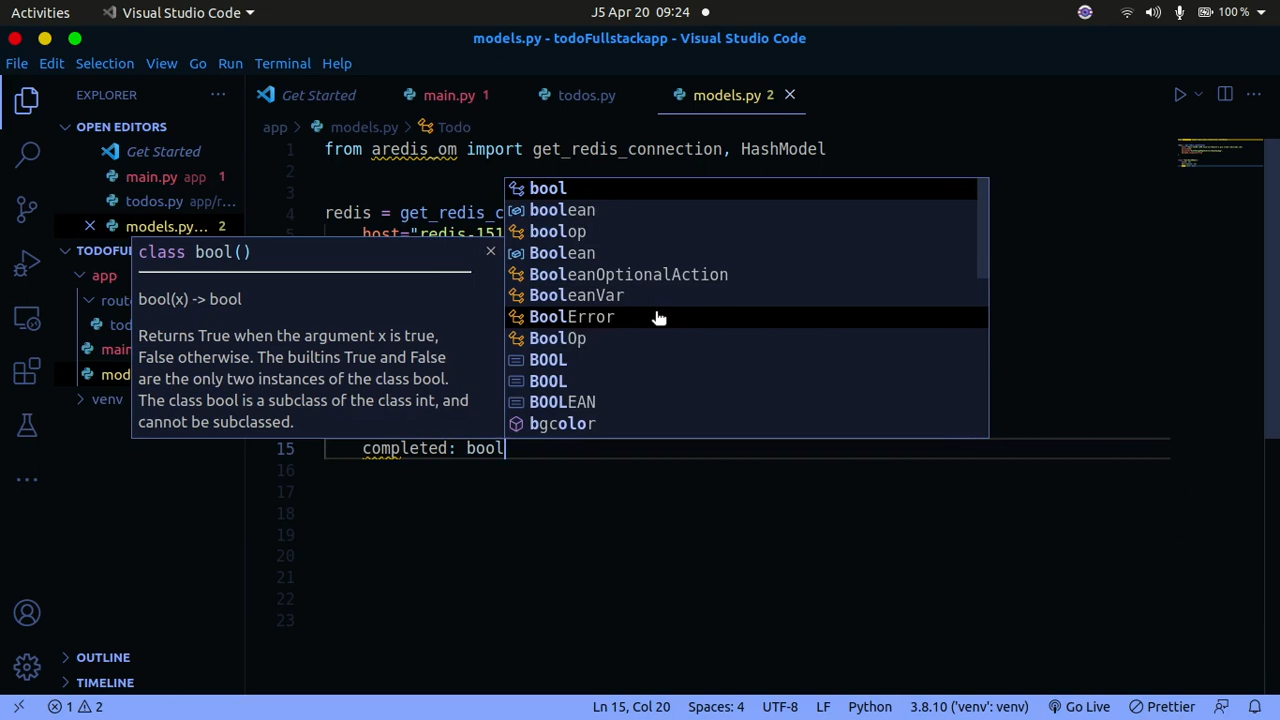 Activities
Visual Studio Code
J5 Apr 20 09:24
100 %
models.py - todoFullstackapp - Visual Studio Code
File Edit Selection View Go Run Terminal Help
EXPLORER
Get Started
main.py 1
todos.py
models.py 2
OPEN EDITORS
Get Started
main.py app 1
todos.py app/r...
models.py... 2
TODOFUL
app
rout
tod
main
mod
venv
OUTLINE
TIMELINE
app > models.py > Todo
1 from aredis_om import get_redis_connection, HashModel
2
3
4 redis = get_redis_c
5 host="redis-151
bool
boolean
boolop
Boolean
BooleanOptionalAction
BooleanVar
BoolError
BoolOp
BOOL
BOOL
BOOLEAN
bgcolor
class bool()
bool(x) -> bool
Returns True when the argument x is true,
False otherwise. The builtins True and False
are the only two instances of the class bool.
The class bool is a subclass of the class int, and
cannot be subclassed.
15 completed: bool
16
17
18
19
20
21
22
23
1 2
Ln 15, Col 20
Spaces: 4
UTF-8
LF
Python
3.8.10 ('venv': venv)
Go Live
Prettier